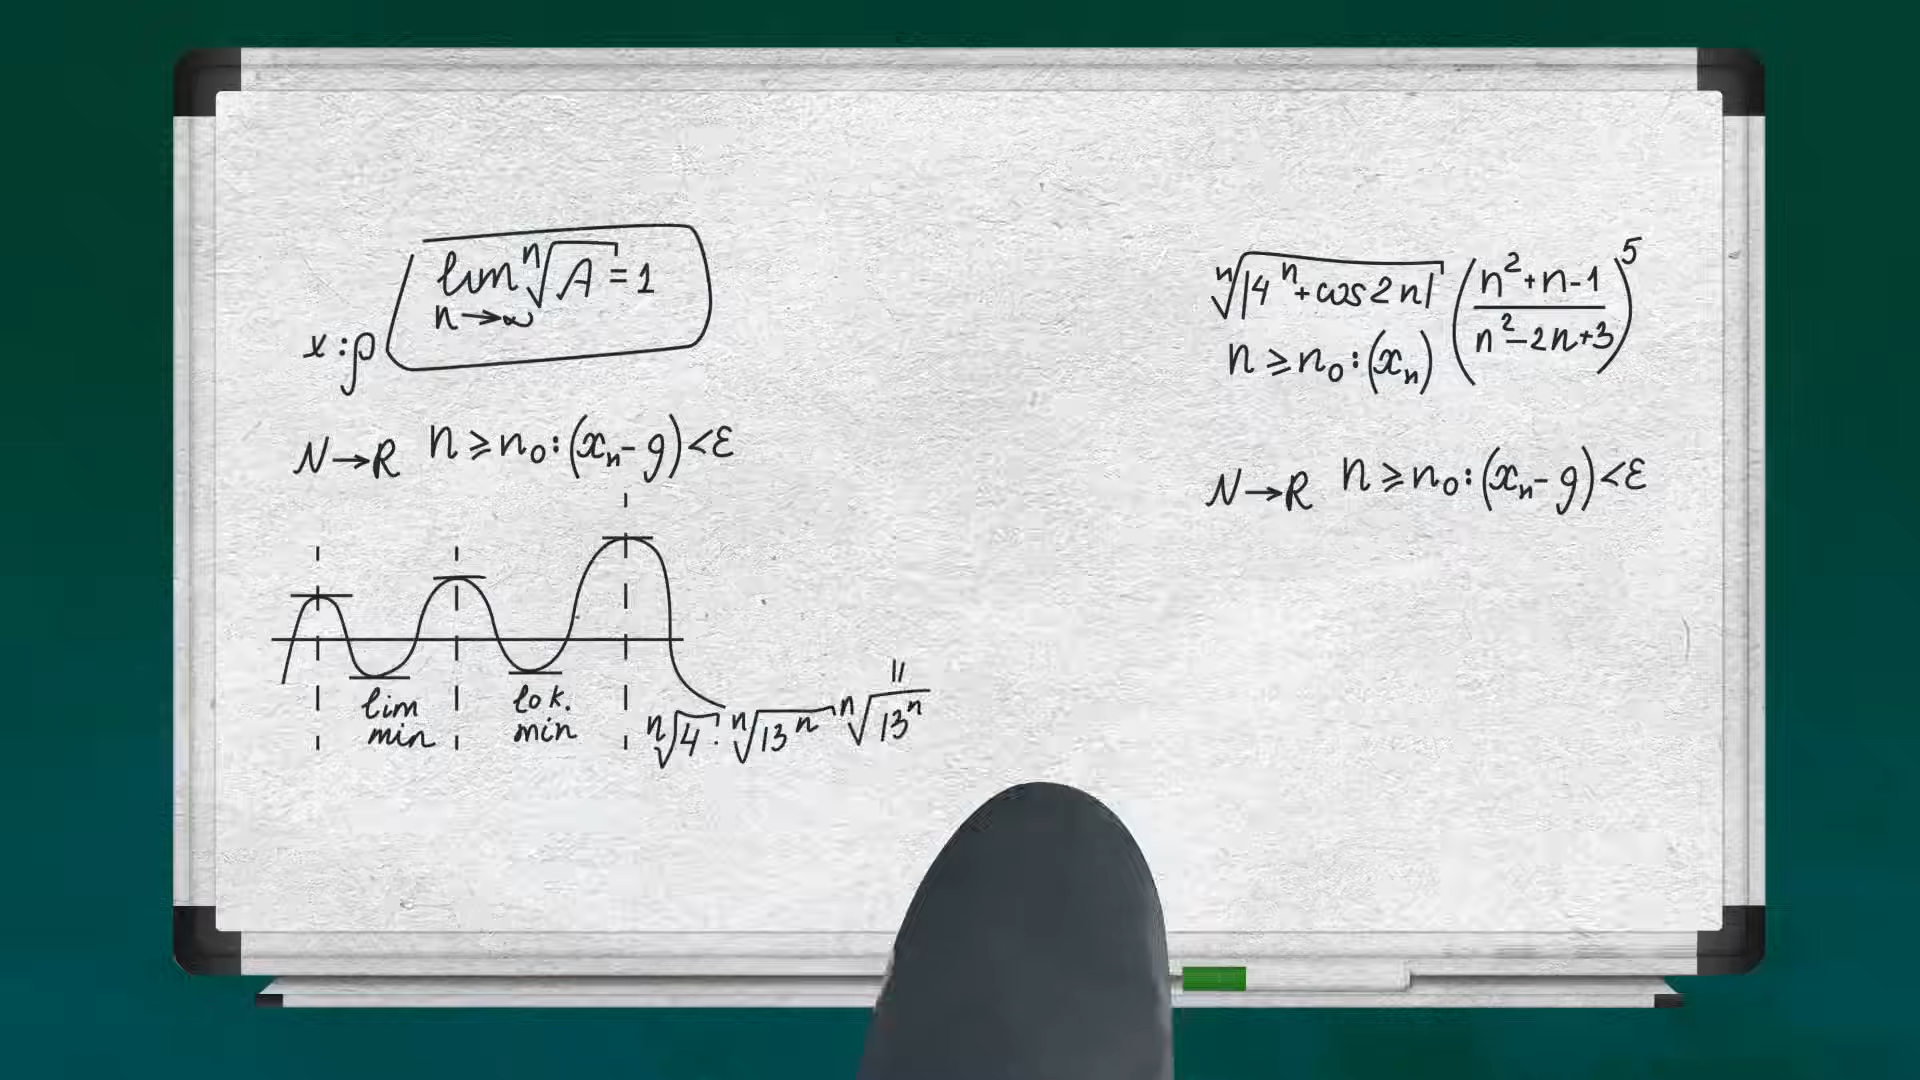 lim ⁿ√A = 1
n→∞
x:ρ
N→R n ≥ n₀: (xₙ - g) < ε
lim
min
lok.
min
||
ⁿ√4 · ⁿ√13ⁿ ⁿ√13ⁿ
ⁿ√|4ⁿ + cos 2n| (n² + n - 1 / n² - 2n + 3)⁵
n ≥ n₀: (xₙ)
N→R n ≥ n₀: (xₙ - g) < ε